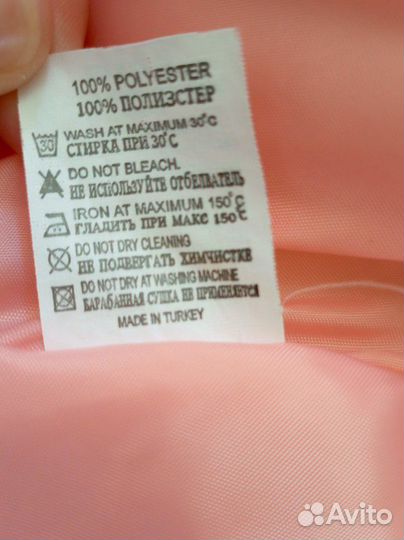 100% POLYESTER
100% ПОЛИЭСТЕР
30 WASH AT MAXIMUM 30°C
СТИРКА ПРИ 30°С
DO NOT BLEACH.
НЕ ИСПОЛЬЗУЙТЕ ОТБЕЛИВАТЕЛЬ
IRON AT MAXIMUM 150°C
ГЛАДИТЬ ПРИ МАКС 150°С
DO NOT DRY CLEANING
НЕ ПОДВЕРГАТЬ ХИМЧИСТКЕ
DO NOT DRY AT WASHING MACHINE
БАРАБАННАЯ СУШКА НЕ ПРИМЕНЯЕТСЯ
MADE IN TURKEY
Avito